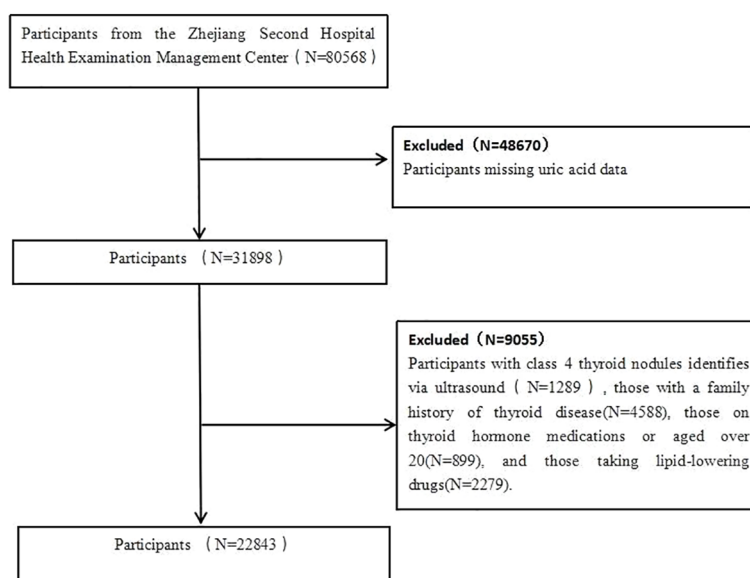 Participants from the Zhejiang Second Hospital
Health Examination Management Center ( N=80568 )
Excluded（N=48670)
Participants missing uric acid data
Participants ( N=31898 )
Excluded（N=9055)
Participants with class 4 thyroid nodules identifies
via ultrasound ( N=1289 ) , those with a family
history of thyroid disease(N=4588), those on
thyroid hormone medications or aged over
20(N=899), and those taking lipid-lowering
drugs(N=2279).
Participants ( N=22843 )